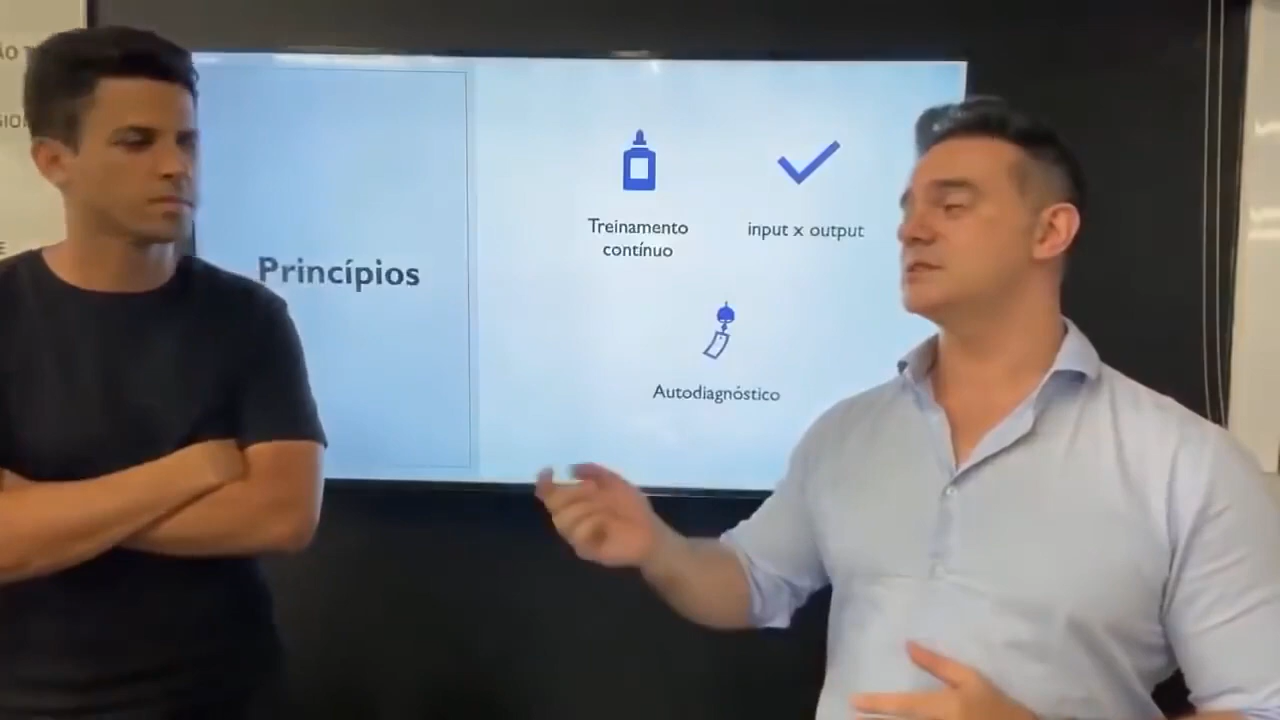 Princípios
Treinamento
contínuo
input x output
Autodiagnóstico